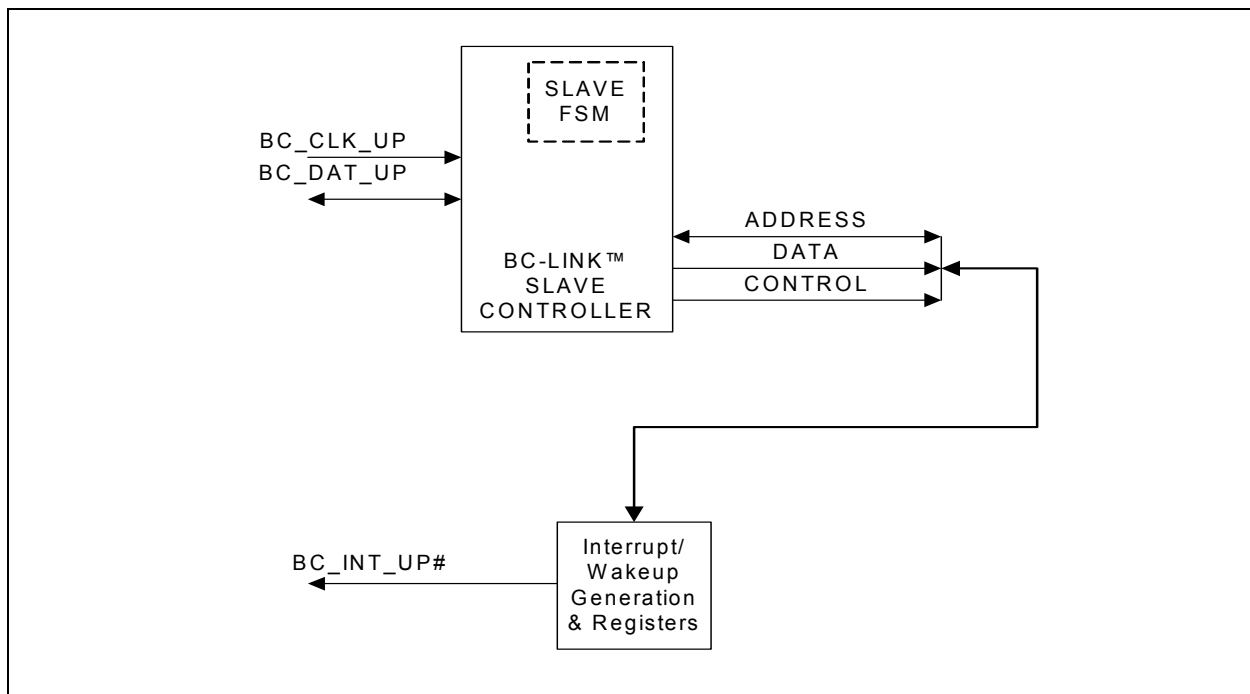 SLAVE
FSM
BC_CLK_UP
BC_DAT_UP
ADDRESS
DATA
CONTROL
BC-LINK™
SLAVE
CONTROLLER
BC_INT_UP#
Interrupt/
Wakeup
Generation
& Registers